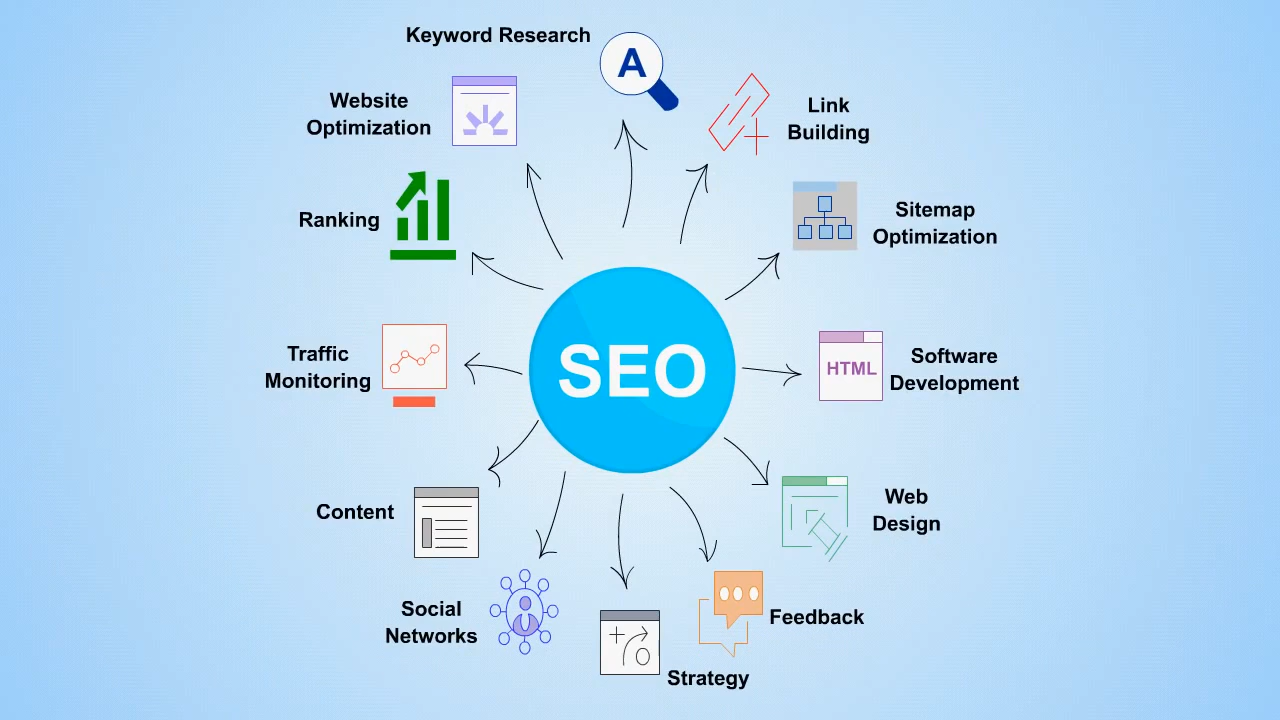 Keyword Research
A
Website
Optimization
Link
Building
Ranking
Sitemap
Optimization
SEO
Traffic
Monitoring
HTML
Software
Development
Content
Web
Design
Social
Networks
Feedback
Strategy